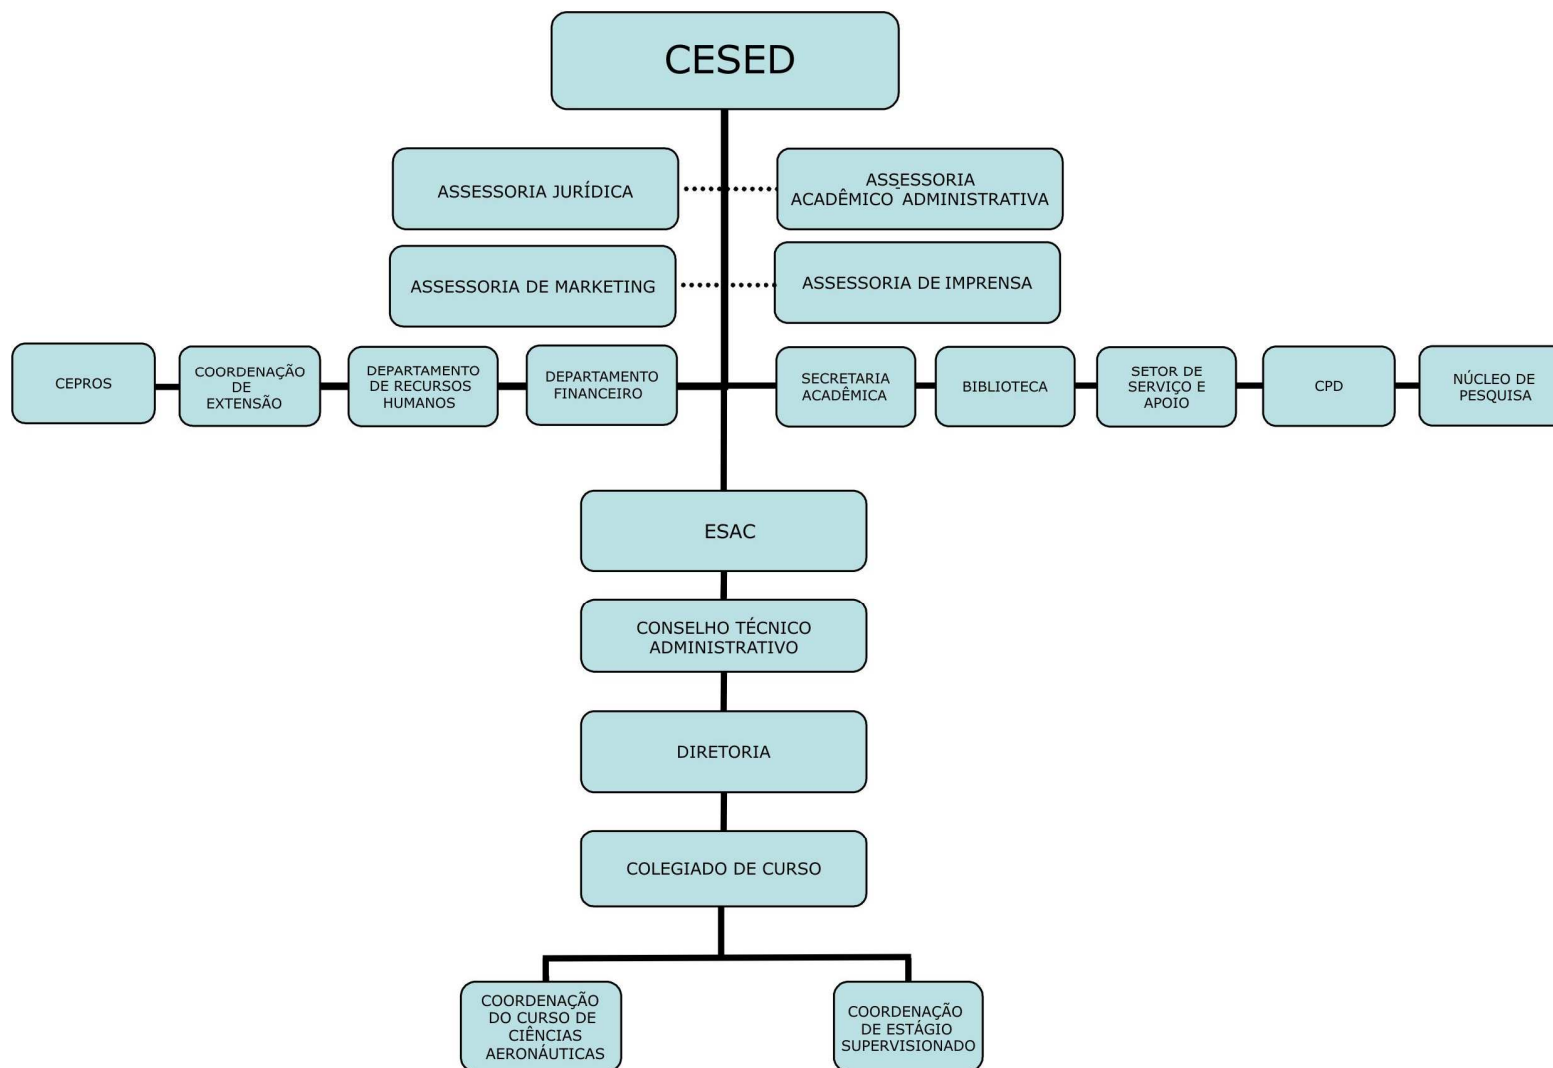 CESED
ASSESSORIA JURÍDICA
ASSESSORIA
ACADÊMICO-ADMINISTRATIVA
ASSESSORIA DE MARKETING
ASSESSORIA DE IMPRENSA
CEPROS
COORDENAÇÃO
DE
EXTENSÃO
DEPARTAMENTO
DE RECURSOS
HUMANOS
DEPARTAMENTO
FINANCEIRO
SECRETARIA
ACADÊMICA
BIBLIOTECA
SETOR DE
SERVIÇO E
APOIO
CPD
NÚCLEO DE
PESQUISA
ESAC
CONSELHO TÉCNICO
ADMINISTRATIVO
DIRETORIA
COLEGIADO DE CURSO
COORDENAÇÃO
DO CURSO DE
CIÊNCIAS
AERONÁUTICAS
COORDENAÇÃO
DE ESTÁGIO
SUPERVISIONADO